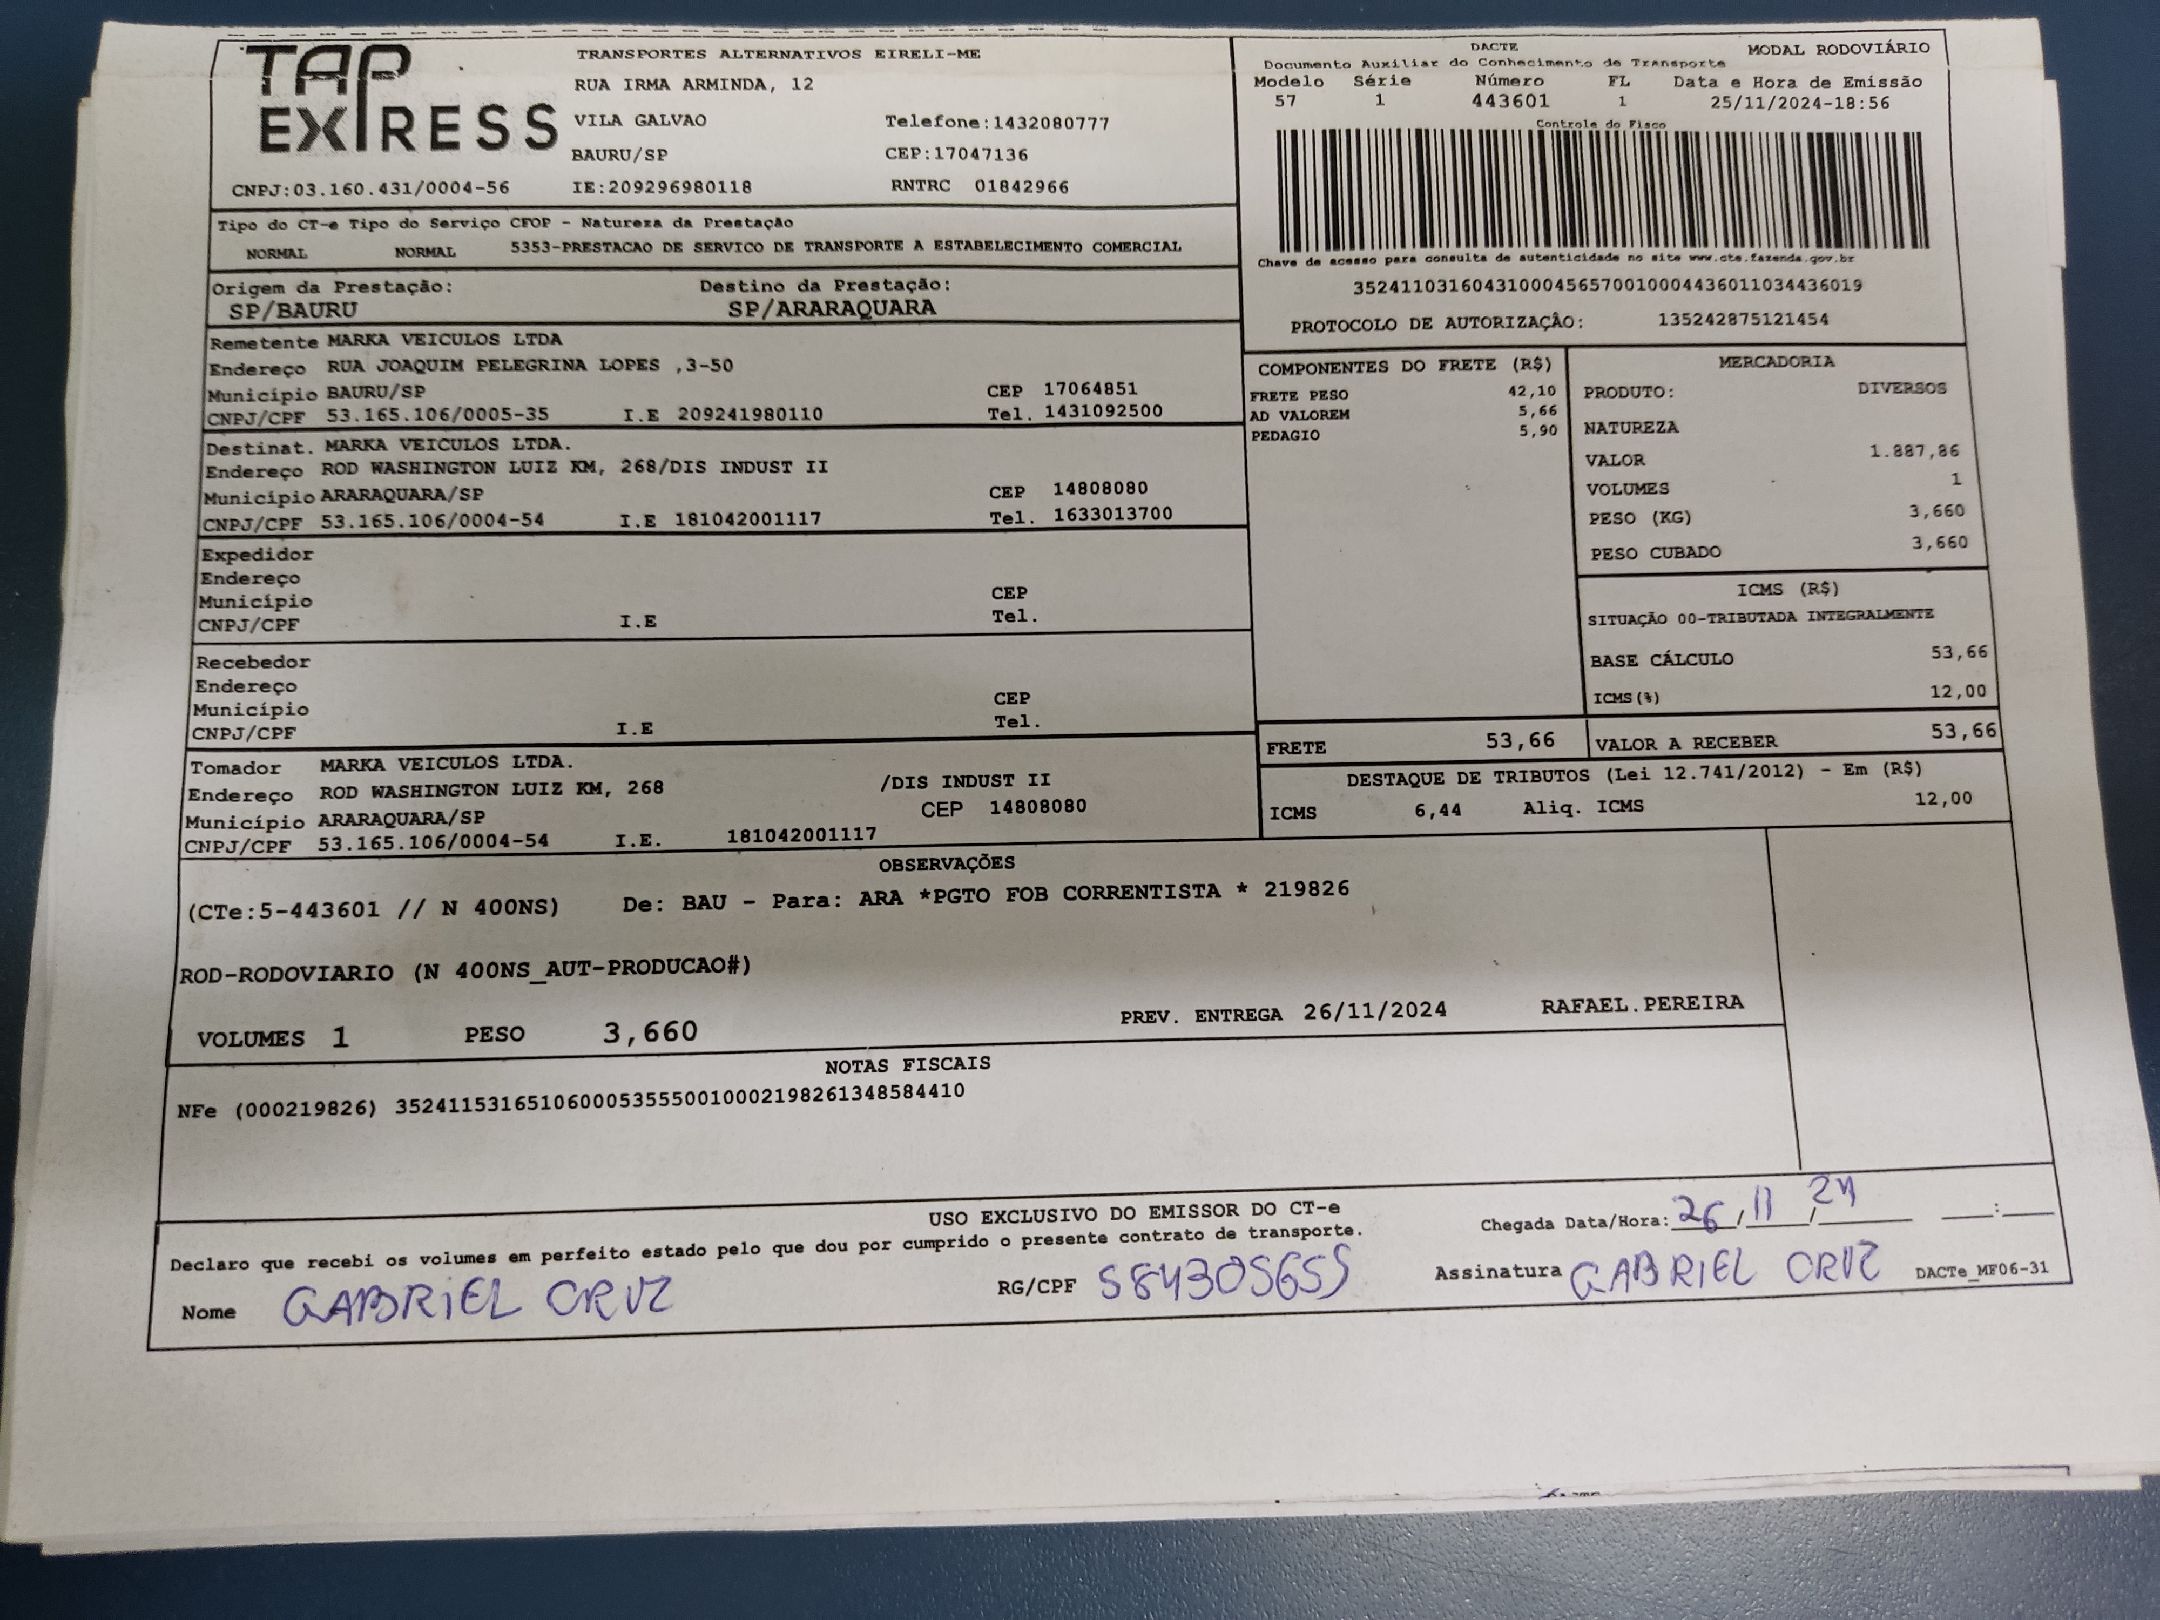 TAP EXPRESS
TRANSPORTES ALTERNATIVOS EIRELI-ME
RUA IRMA ARMINDA, 12
VILA GALVAO Telefone:1432080777
BAURU/SP CEP:17047136
CNPJ:03.160.431/0004-56 IE:209296980118 RNTRC 01842966
DACTE MODAL RODOVIÁRIO
Documento Auxiliar do Conhecimento de Transporte
Modelo Série Número FL Data e Hora de Emissão
57 1 443601 1 25/11/2024-18:56
Controle do Fisco
Chave de acesso para consulta de autenticidade no site www.cte.fazenda.gov.br
35241103160431000456570010004436011034436019
PROTOCOLO DE AUTORIZAÇÃO: 135242875121454
Tipo do CT-e Tipo do Serviço CFOP - Natureza da Prestação
NORMAL NORMAL 5353-PRESTACAO DE SERVICO DE TRANSPORTE A ESTABELECIMENTO COMERCIAL
Origem da Prestação: Destino da Prestação:
SP/BAURU SP/ARARAQUARA
Remetente MARKA VEICULOS LTDA
Endereço RUA JOAQUIM PELEGRINA LOPES ,3-50
Município BAURU/SP CEP 17064851
CNPJ/CPF 53.165.106/0005-35 I.E 209241980110 Tel. 1431092500
Destinat. MARKA VEICULOS LTDA.
Endereço ROD WASHINGTON LUIZ KM, 268/DIS INDUST II
Município ARARAQUARA/SP CEP 14808080
CNPJ/CPF 53.165.106/0004-54 I.E 181042001117 Tel. 1633013700
Expedidor
Endereço
Município CEP
CNPJ/CPF I.E Tel.
Recebedor
Endereço
Município CEP
CNPJ/CPF I.E Tel.
Tomador MARKA VEICULOS LTDA.
Endereço ROD WASHINGTON LUIZ KM, 268 /DIS INDUST II
Município ARARAQUARA/SP CEP 14808080
CNPJ/CPF 53.165.106/0004-54 I.E. 181042001117
COMPONENTES DO FRETE (R$)
FRETE PESO 42,10
AD VALOREM 5,66
PEDAGIO 5,90
MERCADORIA
PRODUTO: DIVERSOS
NATUREZA
VALOR 1.887,86
VOLUMES 1
PESO (KG) 3,660
PESO CUBADO 3,660
ICMS (R$)
SITUAÇÃO 00-TRIBUTADA INTEGRALMENTE
BASE CÁLCULO 53,66
ICMS(%) 12,00
FRETE 53,66 VALOR A RECEBER 53,66
DESTAQUE DE TRIBUTOS (Lei 12.741/2012) - Em (R$)
ICMS 6,44 Aliq. ICMS 12,00
OBSERVAÇÕES
(CTe:5-443601 // N 400NS) De: BAU - Para: ARA *PGTO FOB CORRENTISTA * 219826
ROD-RODOVIARIO (N 400NS_AUT-PRODUCAO#)
VOLUMES 1 PESO 3,660 PREV. ENTREGA 26/11/2024 RAFAEL.PEREIRA
NOTAS FISCAIS
NFe (000219826) 35241153165106000535550010002198261348584410
USO EXCLUSIVO DO EMISSOR DO CT-e
Declaro que recebi os volumes em perfeito estado pelo que dou por cumprido o presente contrato de transporte.
Chegada Data/Hora: 26/11/24 :
Nome GABRIEL CRUZ RG/CPF 584305655 Assinatura GABRIEL CRUZ DACTe_MF06-31